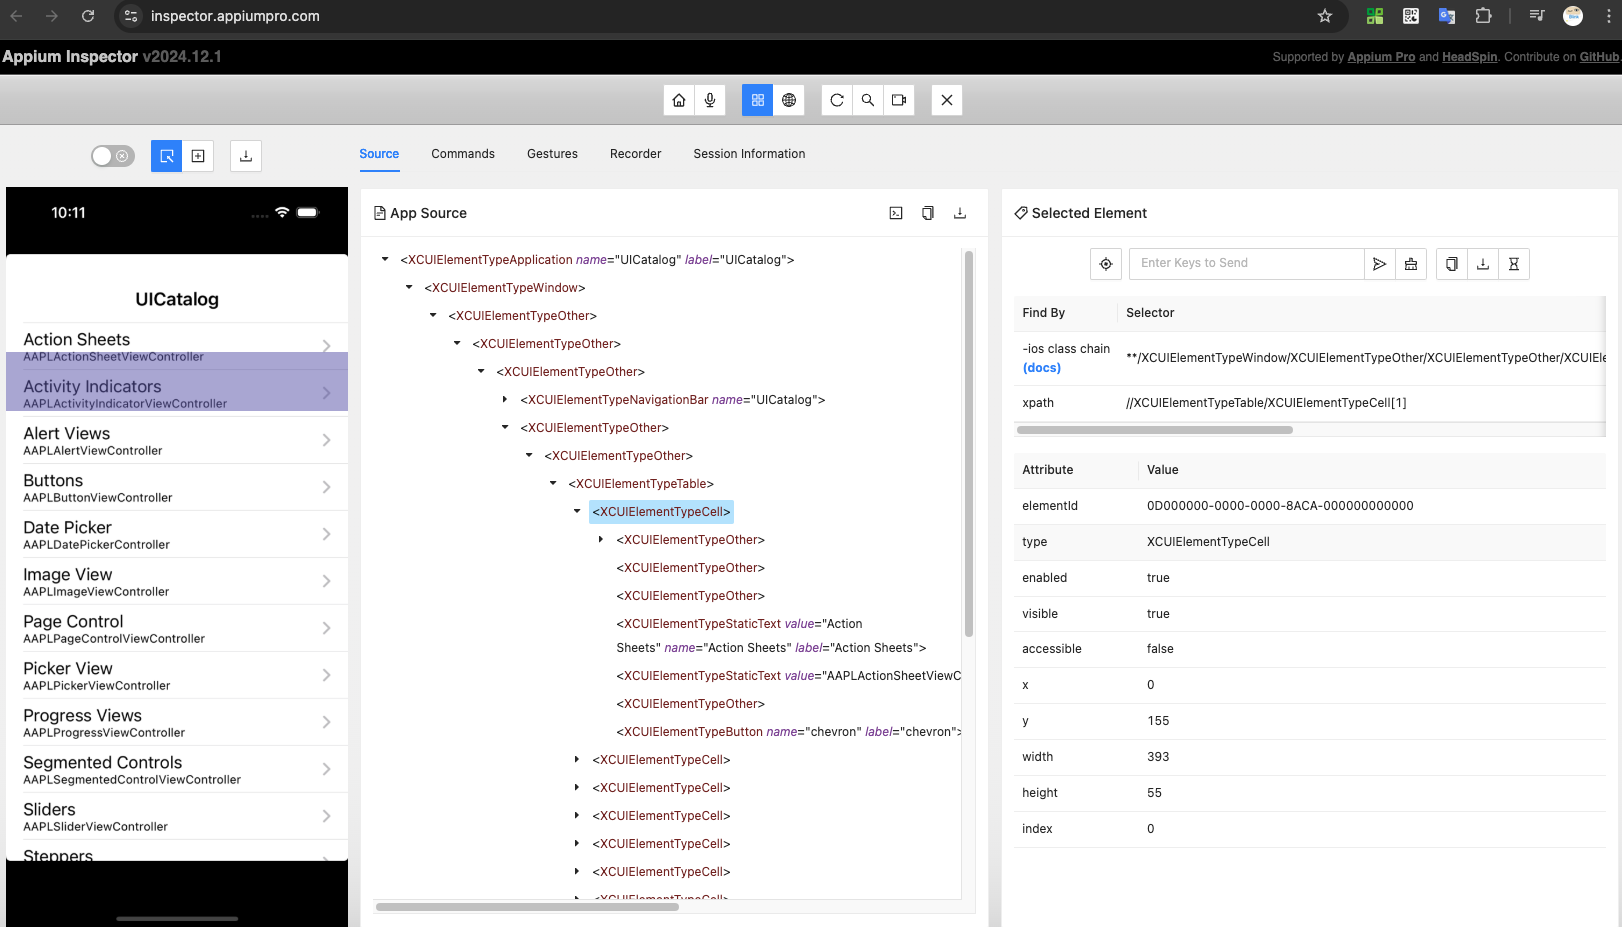 inspector.appiumpro.com
Appium Inspector v2024.12.1
Supported by Appium Pro and HeadSpin. Contribute on GitHub.
Source
Commands
Gestures
Recorder
Session Information
10:11
UICatalog
Action Sheets
AAPLActionSheetViewController
Activity Indicators
AAPLActivityIndicatorViewController
Alert Views
AAPLAlertViewController
Buttons
AAPLButtonViewController
Date Picker
AAPLDatePickerController
Image View
AAPLImageViewController
Page Control
AAPLPageControlViewController
Picker View
AAPLPickerViewController
Progress Views
AAPLProgressViewController
Segmented Controls
AAPLSegmentedControlViewController
Sliders
AAPLSliderViewController
Steppers
App Source
<XCUIElementTypeApplication name="UICatalog" label="UICatalog">
<XCUIElementTypeWindow>
<XCUIElementTypeOther>
<XCUIElementTypeOther>
<XCUIElementTypeOther>
<XCUIElementTypeNavigationBar name="UICatalog">
<XCUIElementTypeOther>
<XCUIElementTypeOther>
<XCUIElementTypeTable>
<XCUIElementTypeCell>
<XCUIElementTypeOther>
<XCUIElementTypeOther>
<XCUIElementTypeOther>
<XCUIElementTypeStaticText value="Action
Sheets" name="Action Sheets" label="Action Sheets">
<XCUIElementTypeStaticText value="AAPLActionSheetViewC
<XCUIElementTypeOther>
<XCUIElementTypeButton name="chevron" label="chevron">
<XCUIElementTypeCell>
<XCUIElementTypeCell>
<XCUIElementTypeCell>
<XCUIElementTypeCell>
<XCUIElementTypeCell>
<XCUIElementTypeCell>
Selected Element
Enter Keys to Send
Find By
Selector
-ios class chain
(docs)
**/XCUIElementTypeWindow/XCUIElementTypeOther/XCUIElementTypeOther/XCUIEle
xpath
//XCUIElementTypeTable/XCUIElementTypeCell[1]
Attribute
Value
elementId
0D000000-0000-0000-8ACA-000000000000
type
XCUIElementTypeCell
enabled
true
visible
true
accessible
false
x
0
y
155
width
393
height
55
index
0